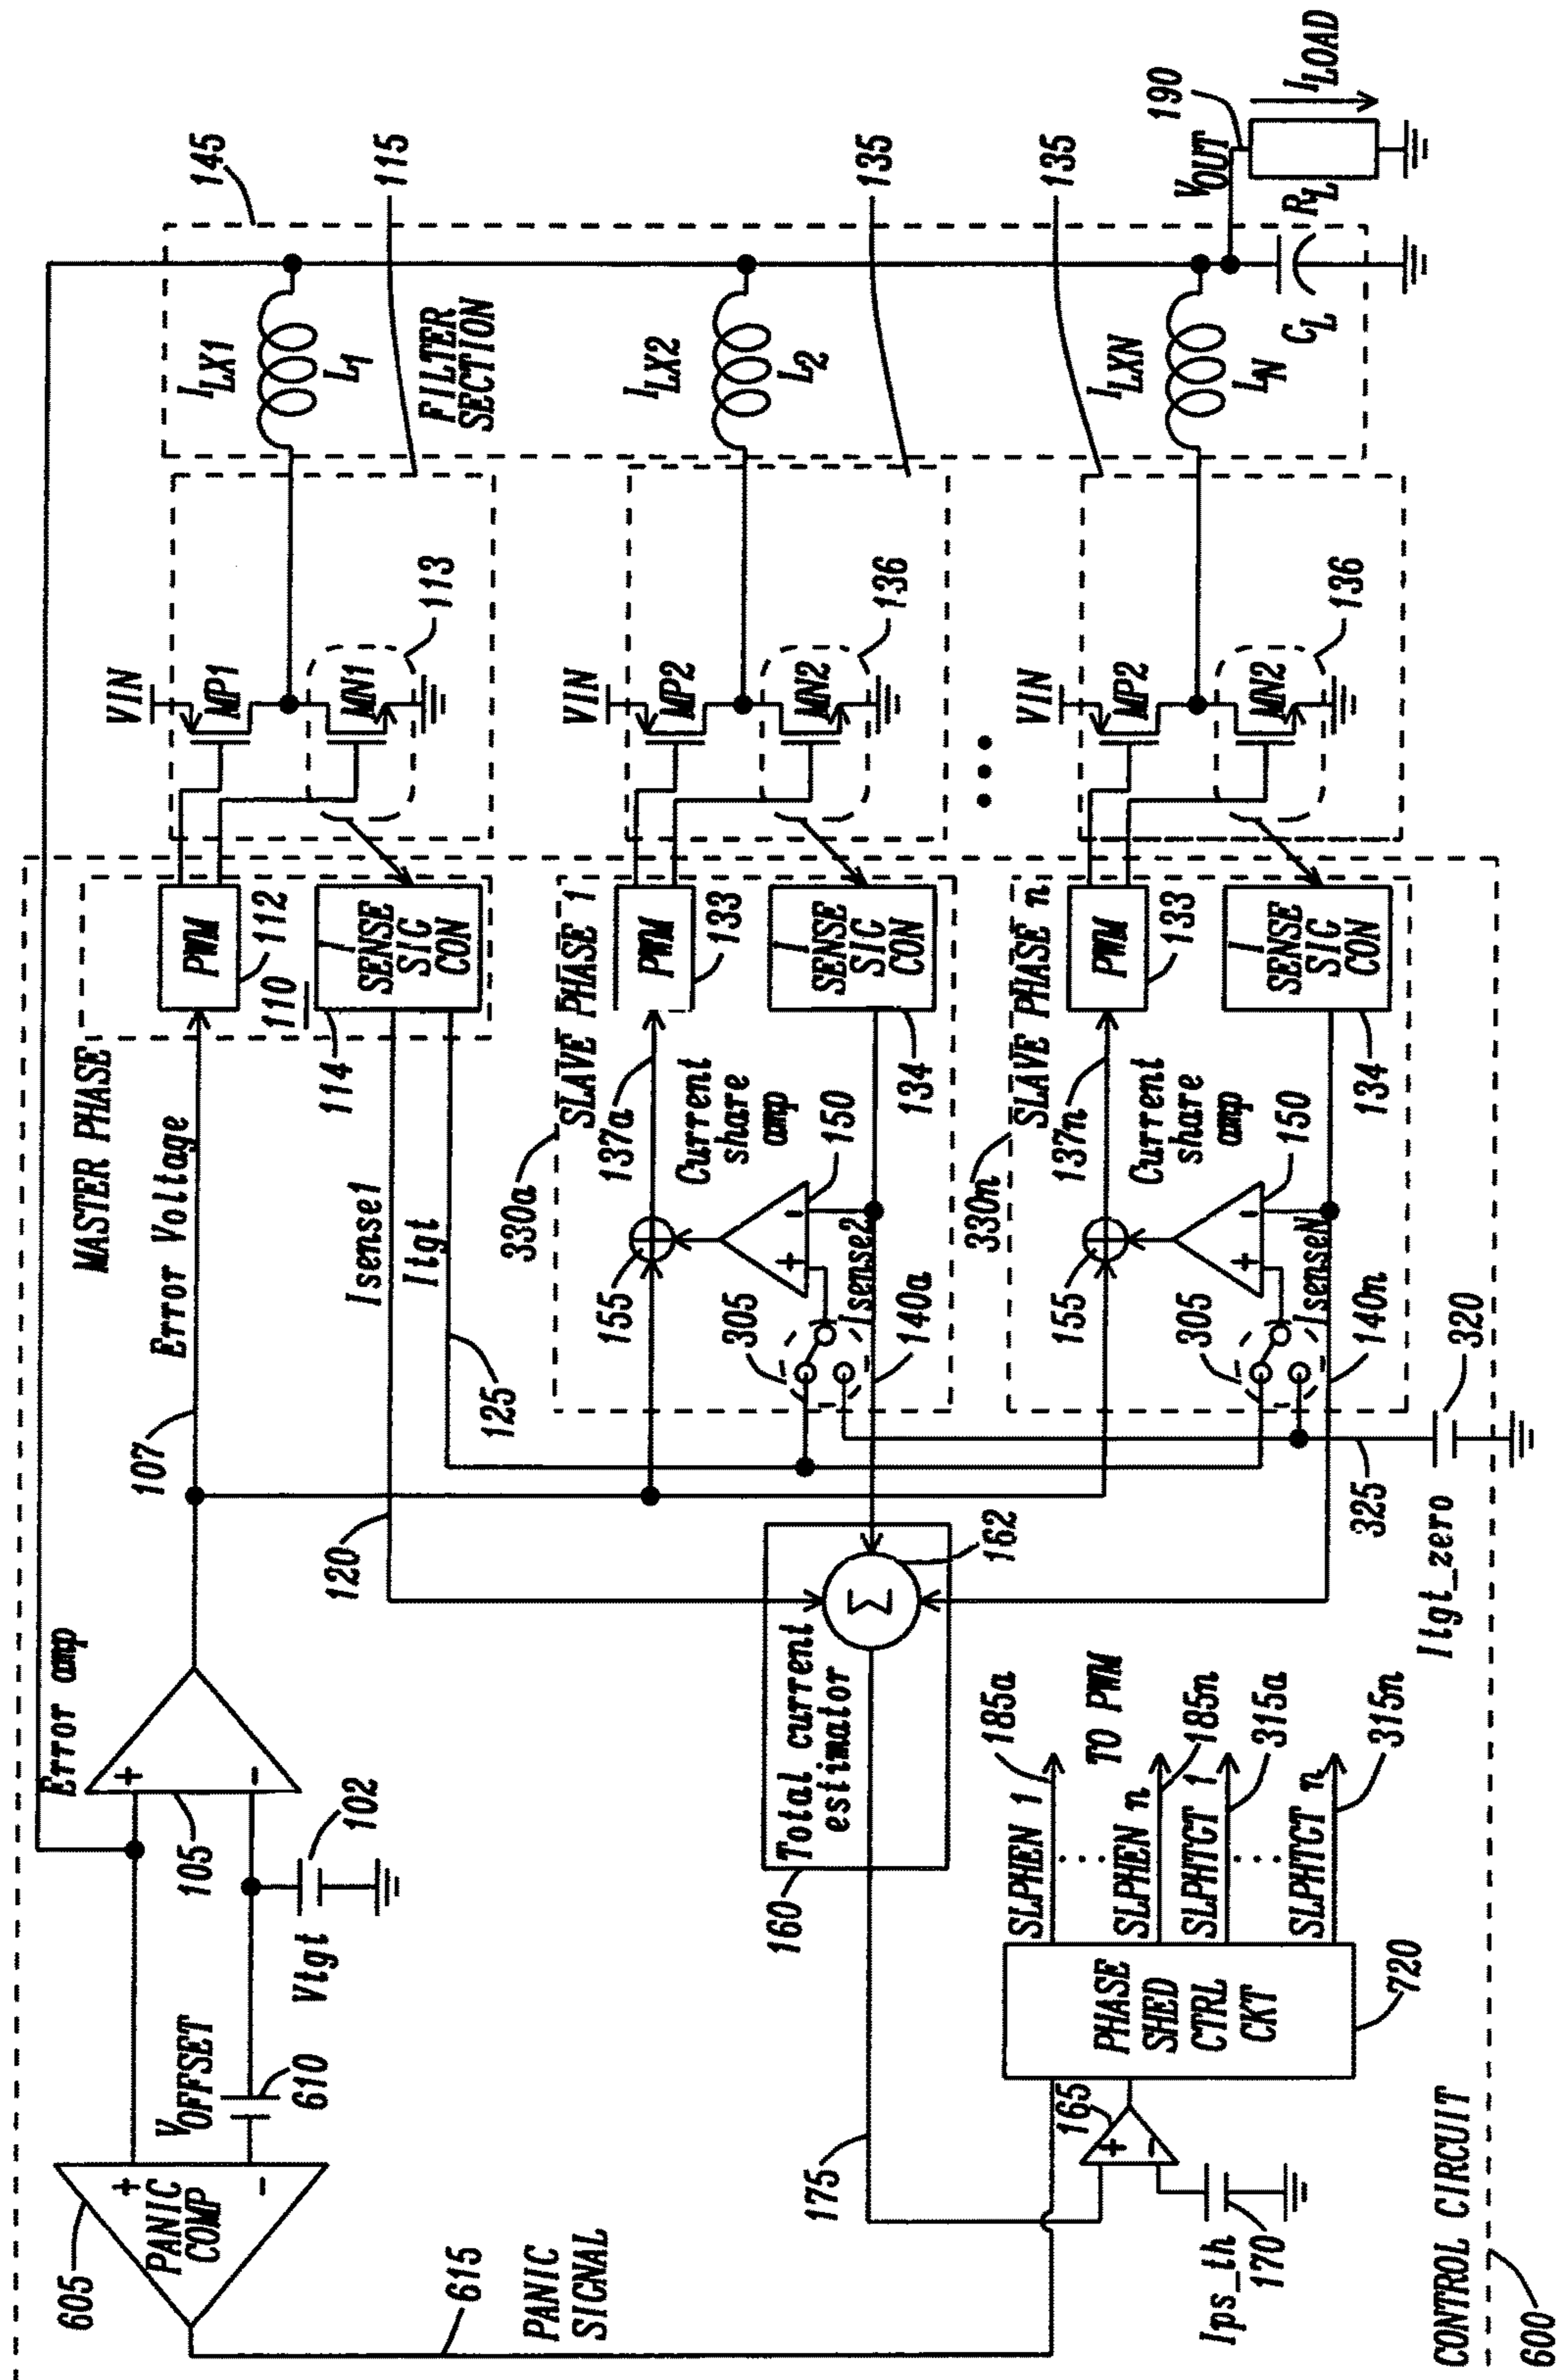 605
PANIC
COMP
+
-
615
PANIC
SIGNAL
VOFFSET
610
Error amp
+
-
105
Vtgt
102
107
Error Voltage
MASTER PHASE
PWM
112
110
I
SENSE
SIG
CON
114
120
Isense1
Itgt
125
VIN
MP1
MN1
113
ILX1
L1
145
115
FILTER
SECTION
330a
SLAVE PHASE 1
137a
155
Current
share
amp
+
-
150
305
Isense2
140a
PWM
133
I
SENSE
SIG
CON
134
VIN
MP2
MN2
136
ILX2
L2
135
330n
SLAVE PHASE n
137n
155
Current
share
amp
+
-
150
305
IsenseN
140n
PWM
133
I
SENSE
SIG
CON
134
VIN
MP2
MN2
136
ILXN
LN
135
CL
VOUT
190
RL
ILOAD
160
Total current
estimator
Σ
162
175
165
+
-
Ips_th
170
PHASE
SHED
CTRL
CKT
720
SLPHEN 1
185a
TO PWM
SLPHEN n
185n
SLPHTCT 1
315a
SLPHTCT n
315n
Itgt_zero
325
320
CONTROL CIRCUIT
600